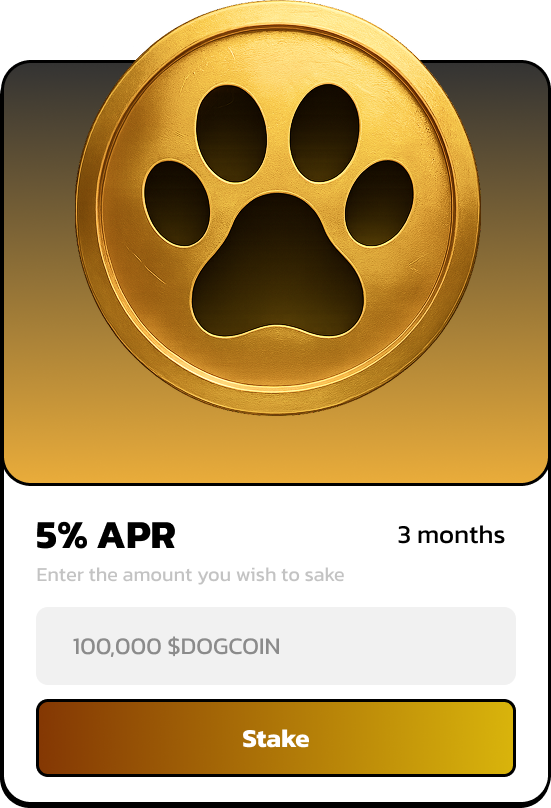 5% APR
3 months
Enter the amount you wish to sake
100,000 $DOGCOIN
Stake